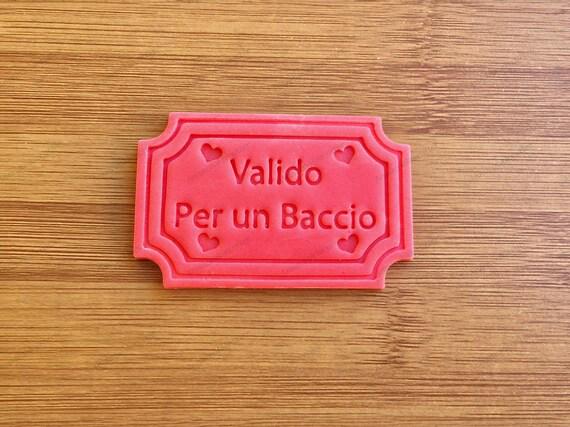 Valido
Per un Baccio